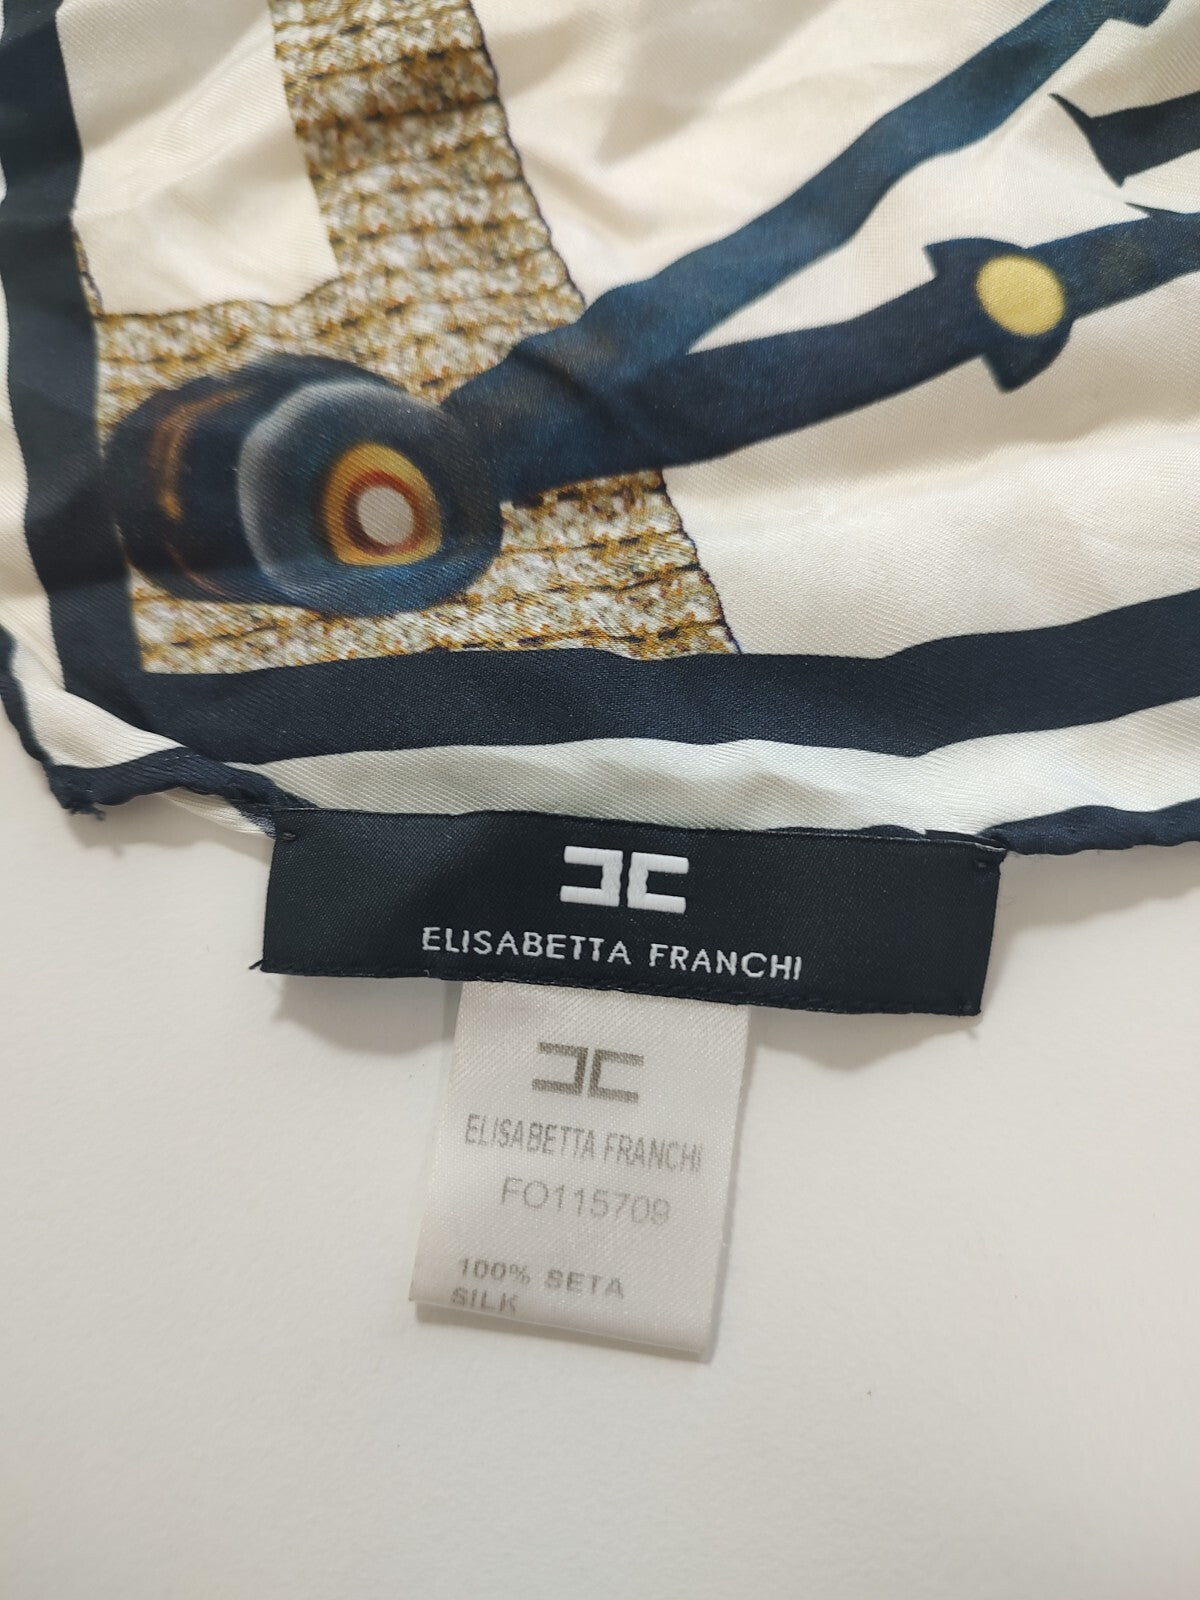 ELISABETTA FRANCHI
ELISABETTA FRANCHI
FO115709
100% SETA
SILK